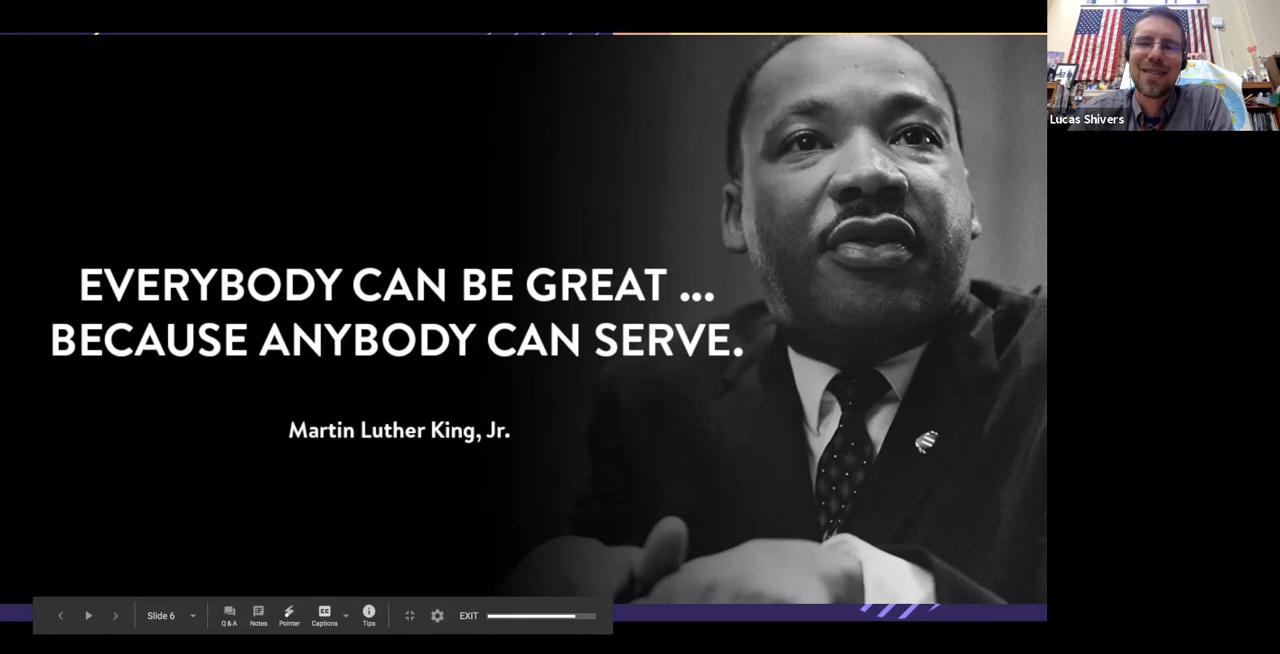 EVERYBODY CAN BE GREAT ...
BECAUSE ANYBODY CAN SERVE.
Martin Luther King, Jr.
Lucas Shivers
Slide 6
Q & A
Notes
Pointer
CC
Captions
Tips
EXIT